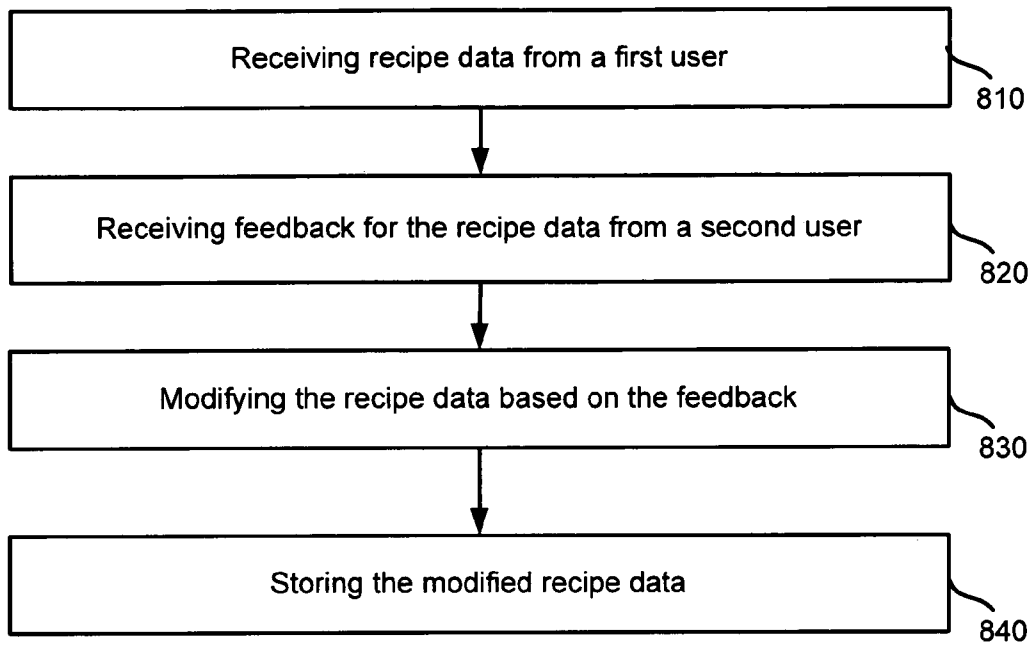 Receiving recipe data from a first user
810
Receiving feedback for the recipe data from a second user
820
Modifying the recipe data based on the feedback
830
Storing the modified recipe data
840